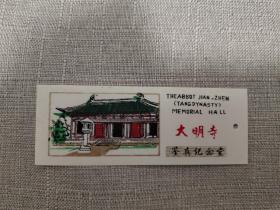 THEABBOT JIAN-ZHEN
(TANGDYNASTY)
MEMORIAL HALL
大明寺
鉴真纪念堂